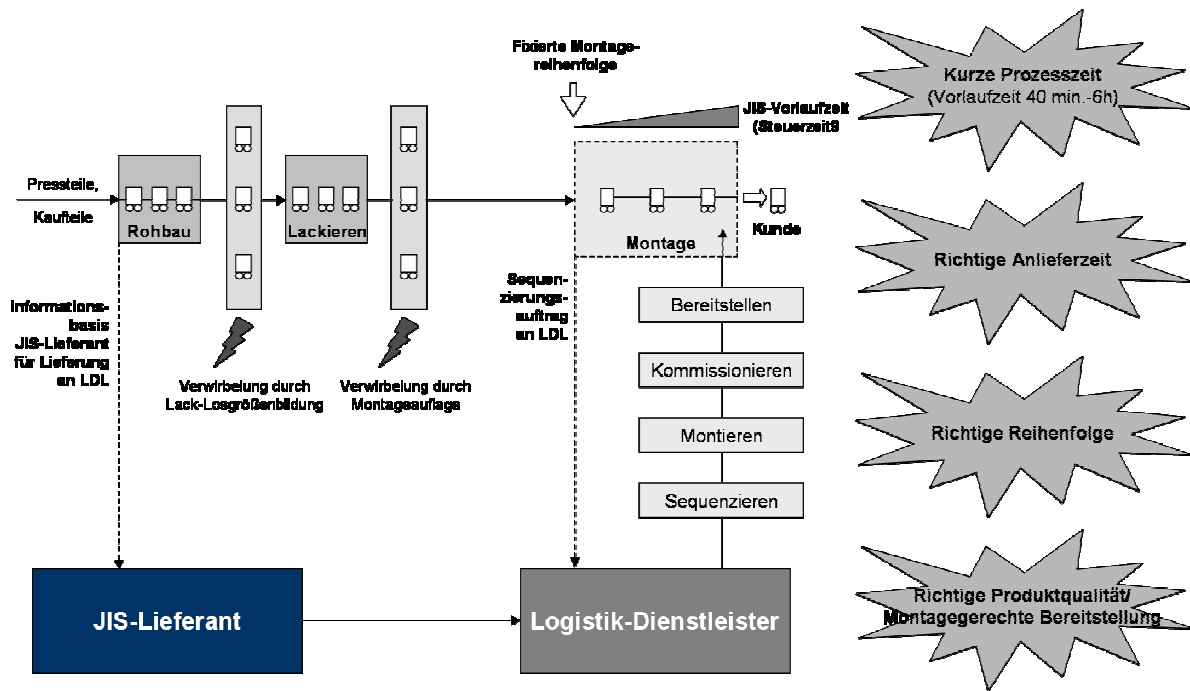 Fixierte Montage-
reihenfolge
JIS-Vorlaufzeit
(Steuerzeit9
Pressteile,
Kaufteile
Rohbau
Lackieren
Montage
Kunde
Informations-
basis
JIS-Lieferant
für Lieferung
an LDL
Verwirbelung durch
Lack-Losgrößenbildung
Verwirbelung durch
Montageauflage
Sequen-
zierungs-
auftrag
an LDL
Bereitstellen
Kommissionieren
Montieren
Sequenzieren
JIS-Lieferant
Logistik-Dienstleister
Kurze Prozesszeit
(Vorlaufzeit 40 min.-6h)
Richtige Anlieferzeit
Richtige Reihenfolge
Richtige Produktqualität/
Montagegerechte Bereitstellung